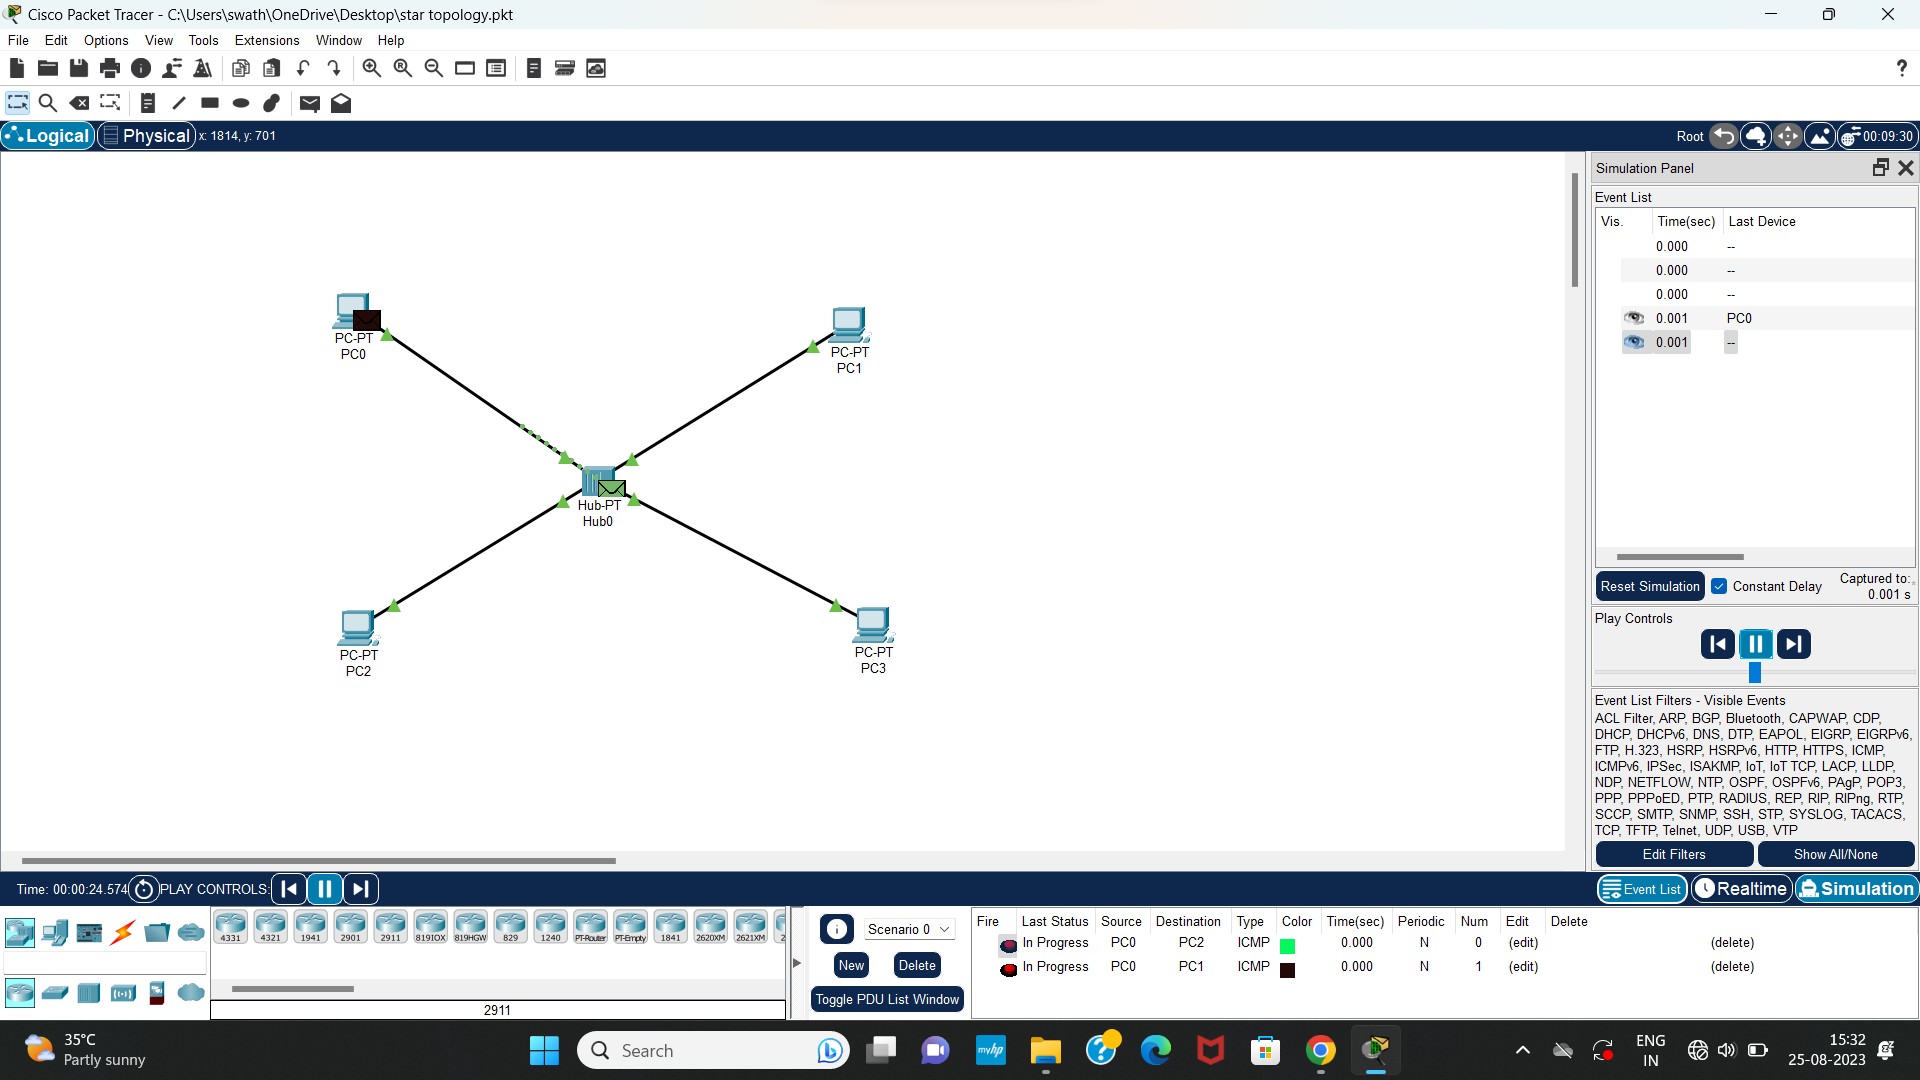 Cisco Packet Tracer - C:\Users\swath\OneDrive\Desktop\star topology.pkt
File Edit Options View Tools Extensions Window Help
?
Logical Physical x: 1814, y: 701 Root 00:09:30
Simulation Panel
Event List
Vis. Time(sec) Last Device
0.000 --
0.000 --
0.000 --
0.001 PC0
0.001 --
PC-PT
PC0
PC-PT
PC1
Hub-PT
Hub0
PC-PT
PC2
PC-PT
PC3
Reset Simulation Constant Delay Captured to:
0.001 s
Play Controls
Event List Filters - Visible Events
ACL Filter, ARP, BGP, Bluetooth, CAPWAP, CDP,
DHCP, DHCPv6, DNS, DTP, EAPOL, EIGRP, EIGRPv6,
FTP, H.323, HSRP, HSRPv6, HTTP, HTTPS, ICMP,
ICMPv6, IPSec, ISAKMP, IoT, IoT TCP, LACP, LLDP,
NDP, NETFLOW, NTP, OSPF, OSPFv6, PAgP, POP3,
PPP, PPPoED, PTP, RADIUS, REP, RIP, RIPng, RTP,
SCCP, SMTP, SNMP, SSH, STP, SYSLOG, TACACS,
TCP, TFTP, Telnet, UDP, USB, VTP
Edit Filters Show All/None
Time: 00:00:24.574 PLAY CONTROLS: Event List Realtime Simulation
4331 4321 1941 2901 2911 819IOX 819HGW 829 1240 PT-Router PT-Empty 1841 2620XM 2621XM 2
2911
Scenario 0
New Delete
Toggle PDU List Window
Fire Last Status Source Destination Type Color Time(sec) Periodic Num Edit Delete
In Progress PC0 PC2 ICMP 0.000 N 0 (edit) (delete)
In Progress PC0 PC1 ICMP 0.000 N 1 (edit) (delete)
35°C
Partly sunny
Search
myhp
ENG
IN
15:32
25-08-2023